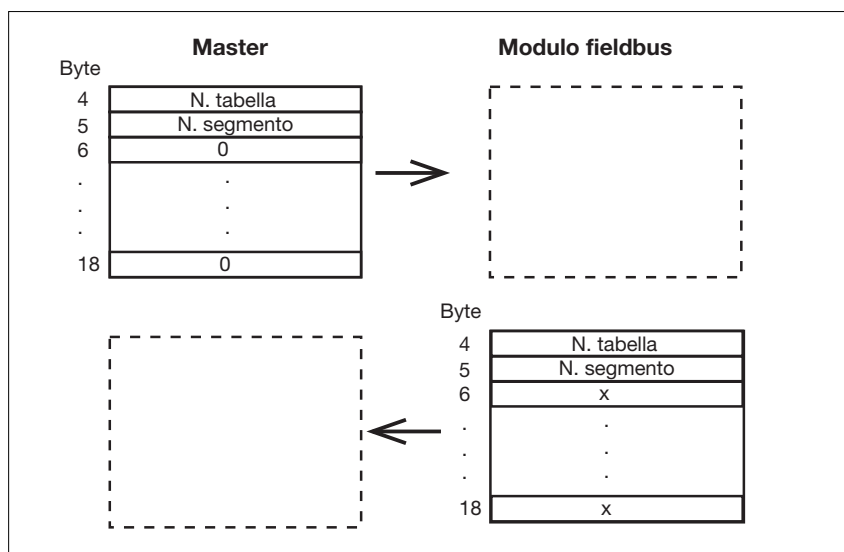 Master Modulo fieldbus
Byte
4 N. tabella
5 N. segmento
6 0
. .
. .
. .
18 0
Byte
4 N. tabella
5 N. segmento
6 x
. .
. .
. .
18 x